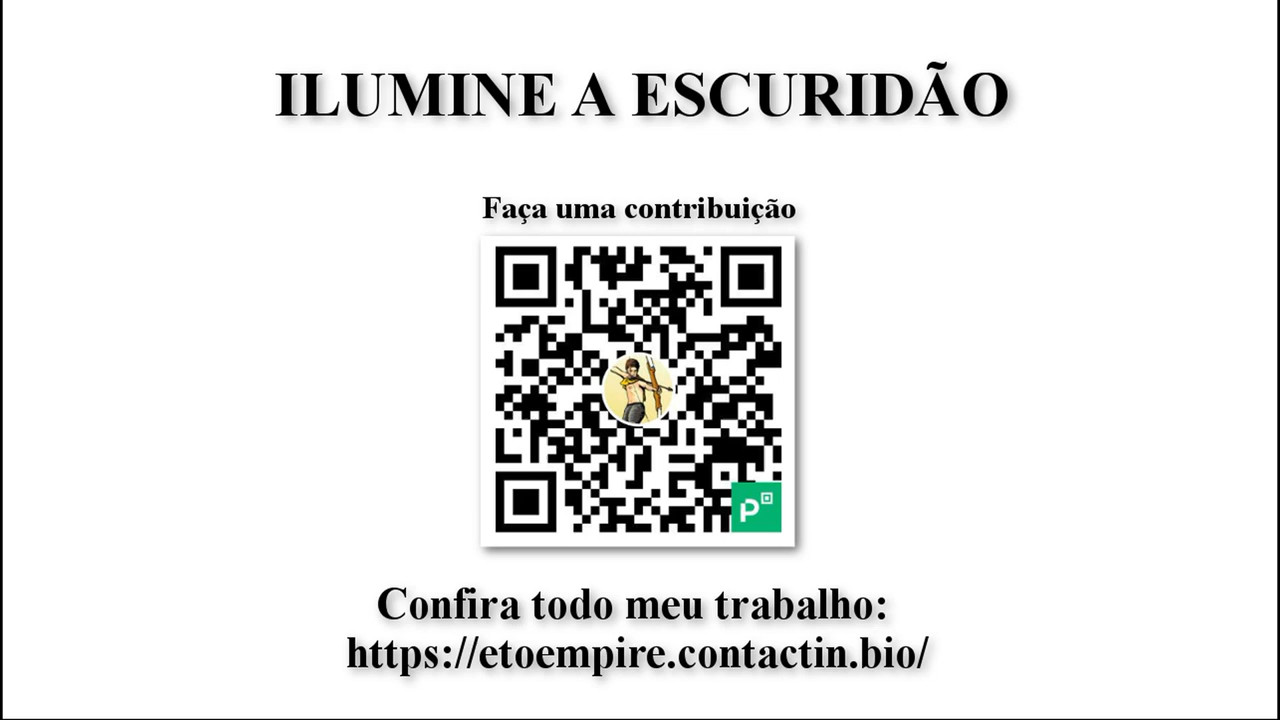 ILUMINE A ESCURIDÃO
Faça uma contribuição
P
Confira todo meu trabalho:
https://etoempire.contactin.bio/